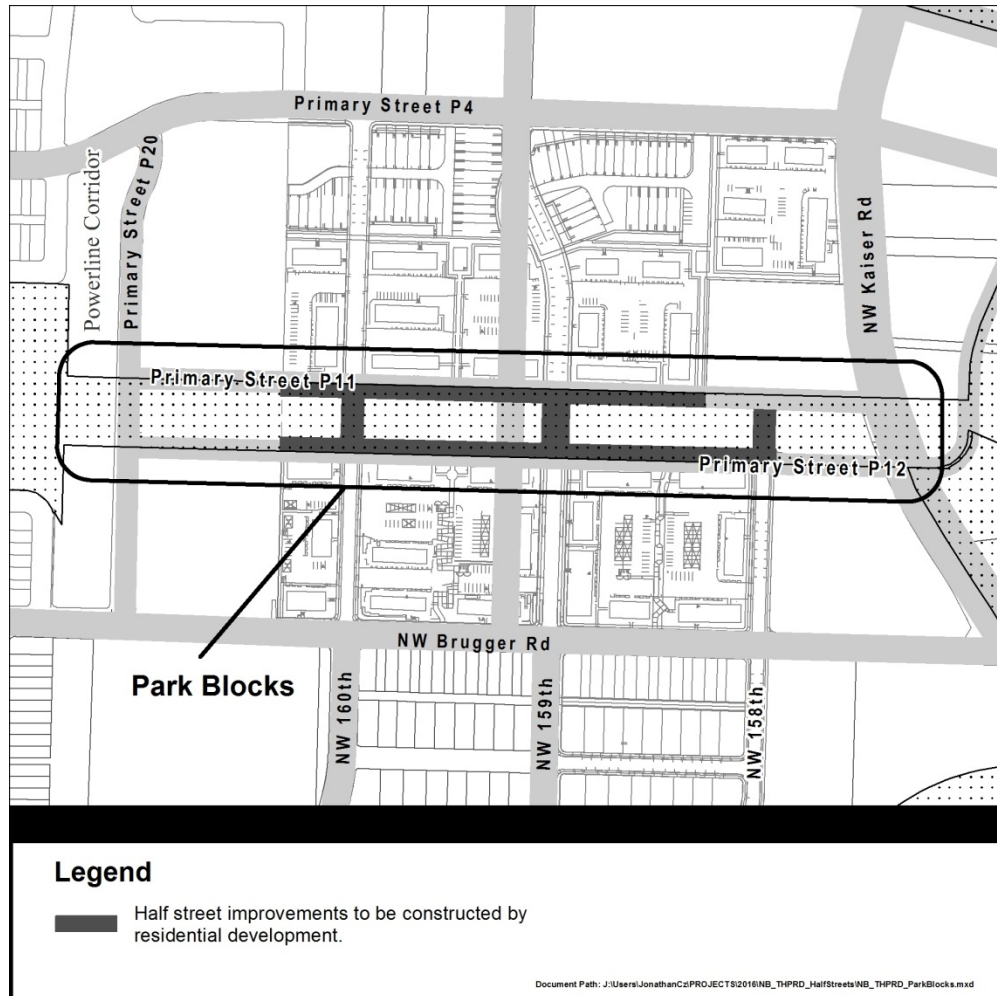 Primary Street P4
Powerline Corridor
Primary Street P20
NW Kaiser Rd
Primary Street P11
Primary Street P12
NW Brugger Rd
Park Blocks
NW 160th
NW 159th
NW 158th
Legend
Half street improvements to be constructed by
residential development.
Document Path: J:\Users\JonathanCz\PROJECTS\2016\NB_THPRD_HalfStreets\NB_THPRD_ParkBlocks.mxd